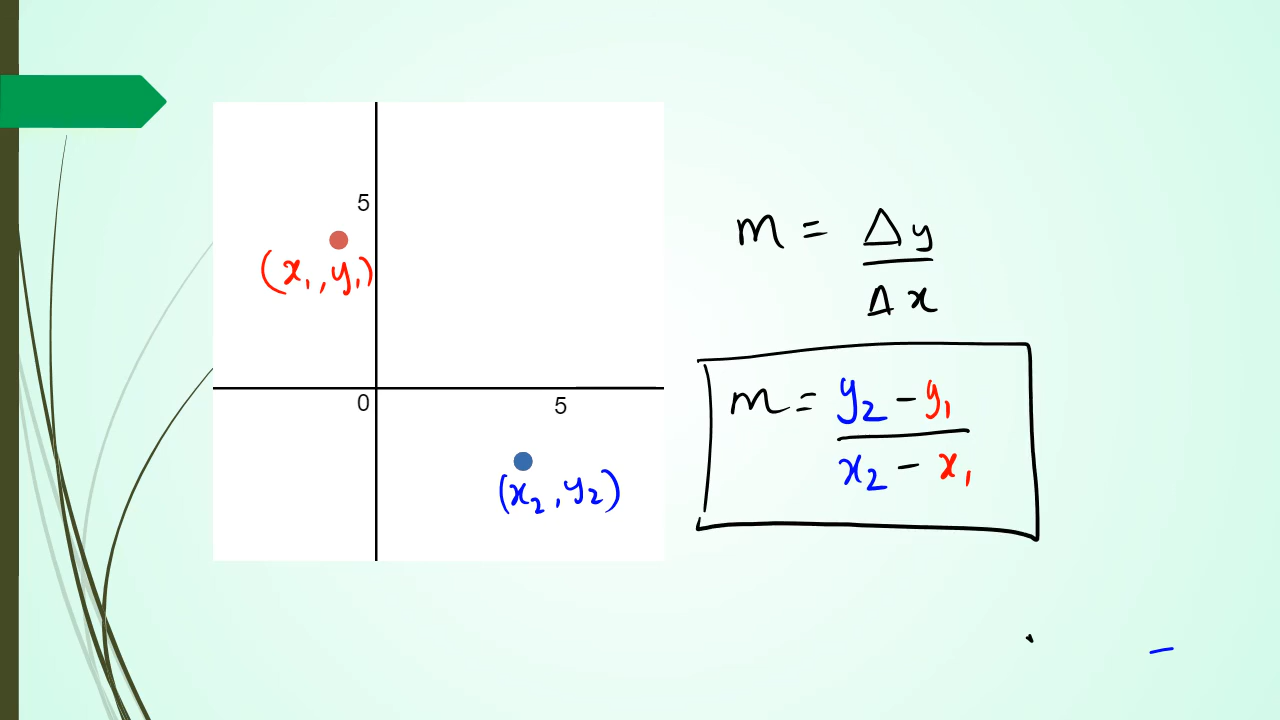 5
(x₁, y₁)
0
5
(x₂, y₂)
m = Δy
Δx
m = y₂ - y₁
x₂ - x₁